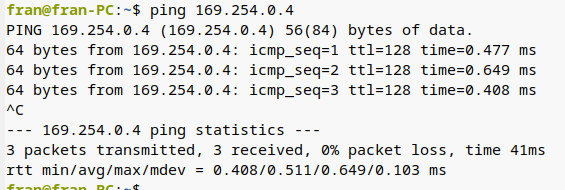 fran@fran-PC:~$ ping 169.254.0.4
PING 169.254.0.4 (169.254.0.4) 56(84) bytes of data.
64 bytes from 169.254.0.4: icmp_seq=1 ttl=128 time=0.477 ms
64 bytes from 169.254.0.4: icmp_seq=2 ttl=128 time=0.649 ms
64 bytes from 169.254.0.4: icmp_seq=3 ttl=128 time=0.408 ms
^C
--- 169.254.0.4 ping statistics ---
3 packets transmitted, 3 received, 0% packet loss, time 41ms
rtt min/avg/max/mdev = 0.408/0.511/0.649/0.103 ms
fran@fran-PC:~$